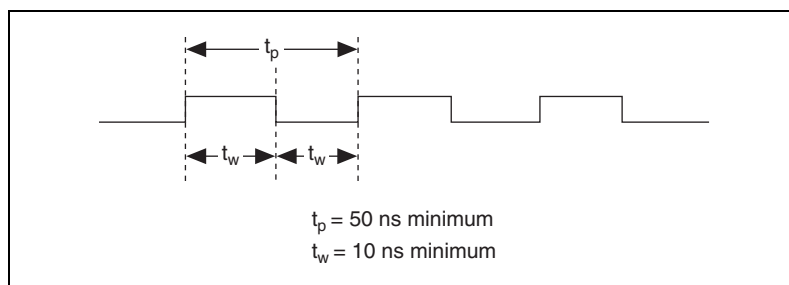 tp
tw tw
tp = 50 ns minimum
tw = 10 ns minimum